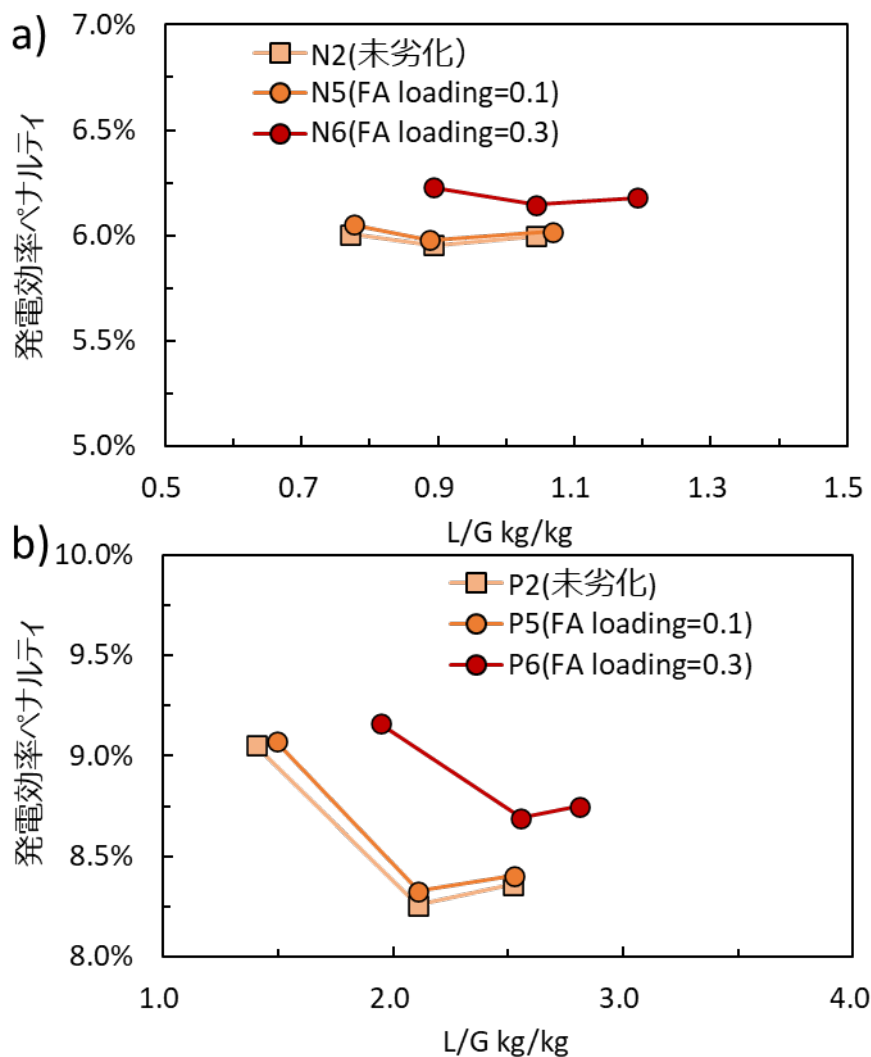 a)
7.0%
6.5%
6.0%
5.5%
5.0%
発電効率ペナルティ
N2(未劣化)
N5(FA loading=0.1)
N6(FA loading=0.3)
0.5 0.7 0.9 1.1 1.3 1.5
L/G kg/kg
b)
10.0%
9.5%
9.0%
8.5%
8.0%
発電効率ペナルティ
P2(未劣化)
P5(FA loading=0.1)
P6(FA loading=0.3)
1.0 2.0 3.0 4.0
L/G kg/kg